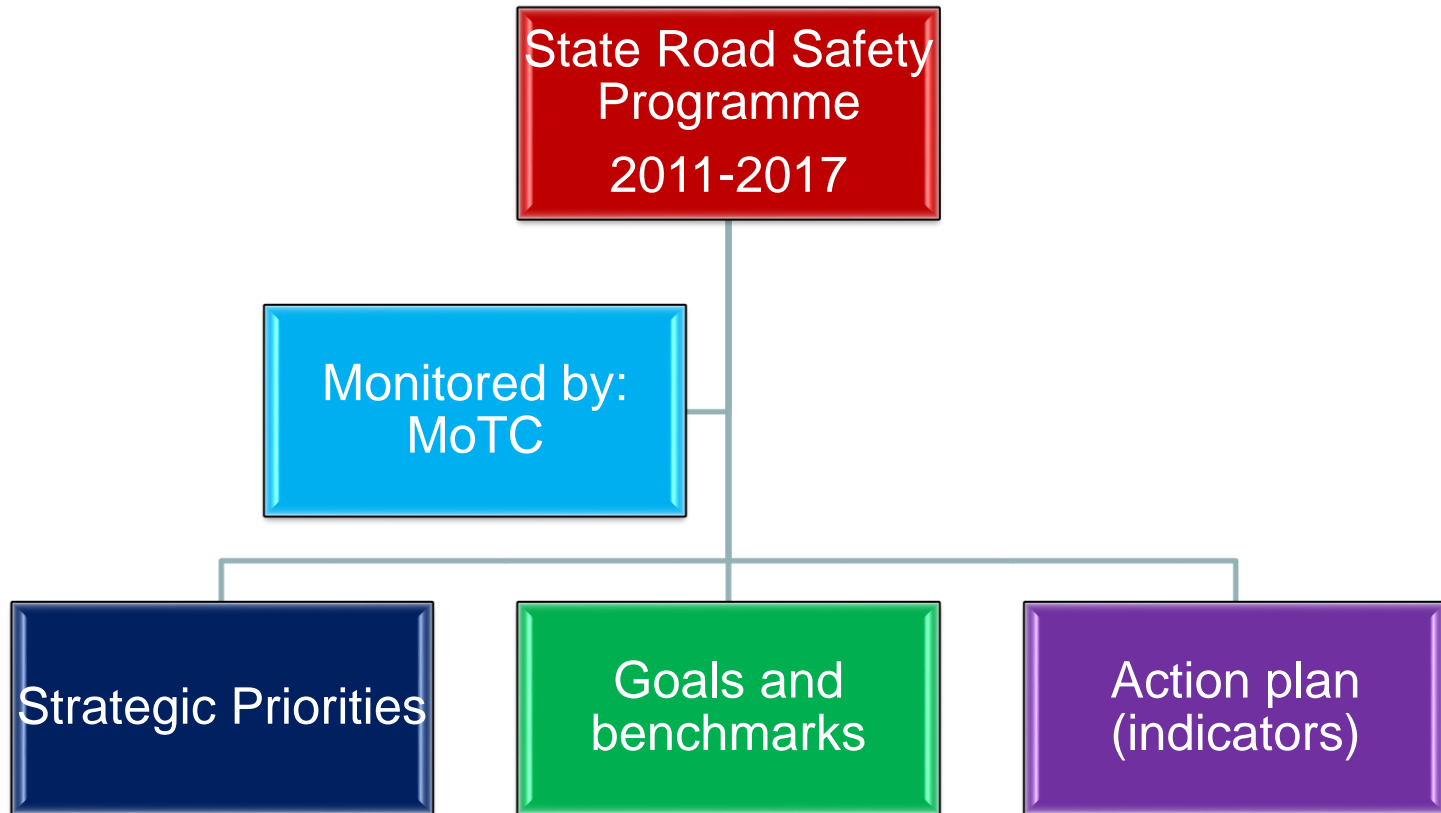 State Road Safety
Programme
2011-2017
Monitored by:
MoTC
Strategic Priorities
Goals and
benchmarks
Action plan
(indicators)